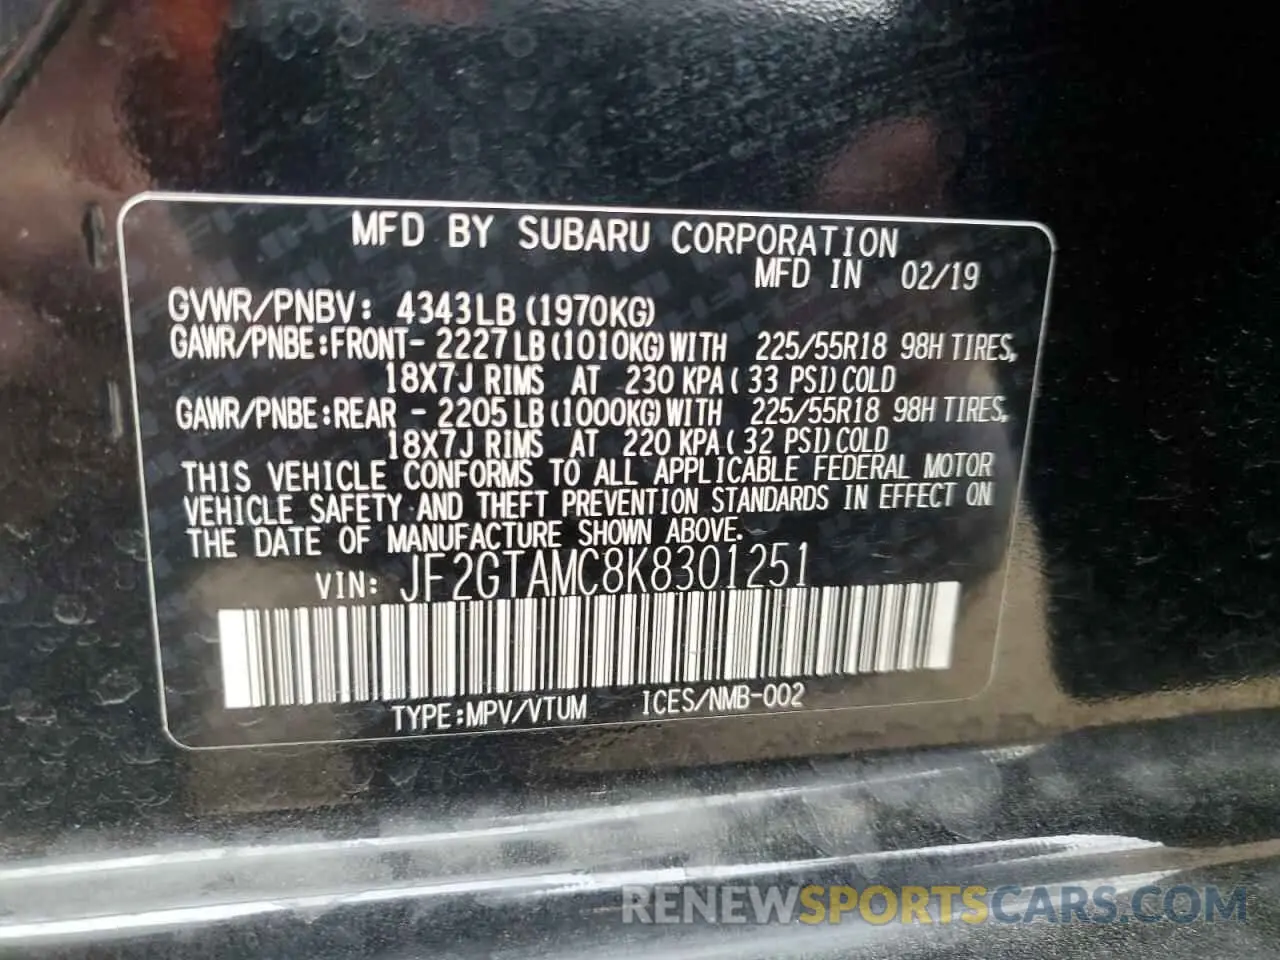 MFD BY SUBARU CORPORATION
MFD IN 02/19
GVWR/PNBV: 4343LB (1970KG)
GAWR/PNBE:FRONT- 2227LB (1010KG) WITH 225/55R18 98H TIRES,
18X7J RIMS AT 230 KPA ( 33 PSI) COLD
GAWR/PNBE:REAR - 2205LB (1000KG) WITH 225/55R18 98H TIRES,
18X7J RIMS AT 220 KPA ( 32 PSI) COLD
THIS VEHICLE CONFORMS TO ALL APPLICABLE FEDERAL MOTOR
VEHICLE SAFETY AND THEFT PREVENTION STANDARDS IN EFFECT ON
THE DATE OF MANUFACTURE SHOWN ABOVE.
VIN: JF2GTAMC8K8301251
TYPE:MPV/VTUM ICES/NMB-002
RENEWSPORTSCARS.COM